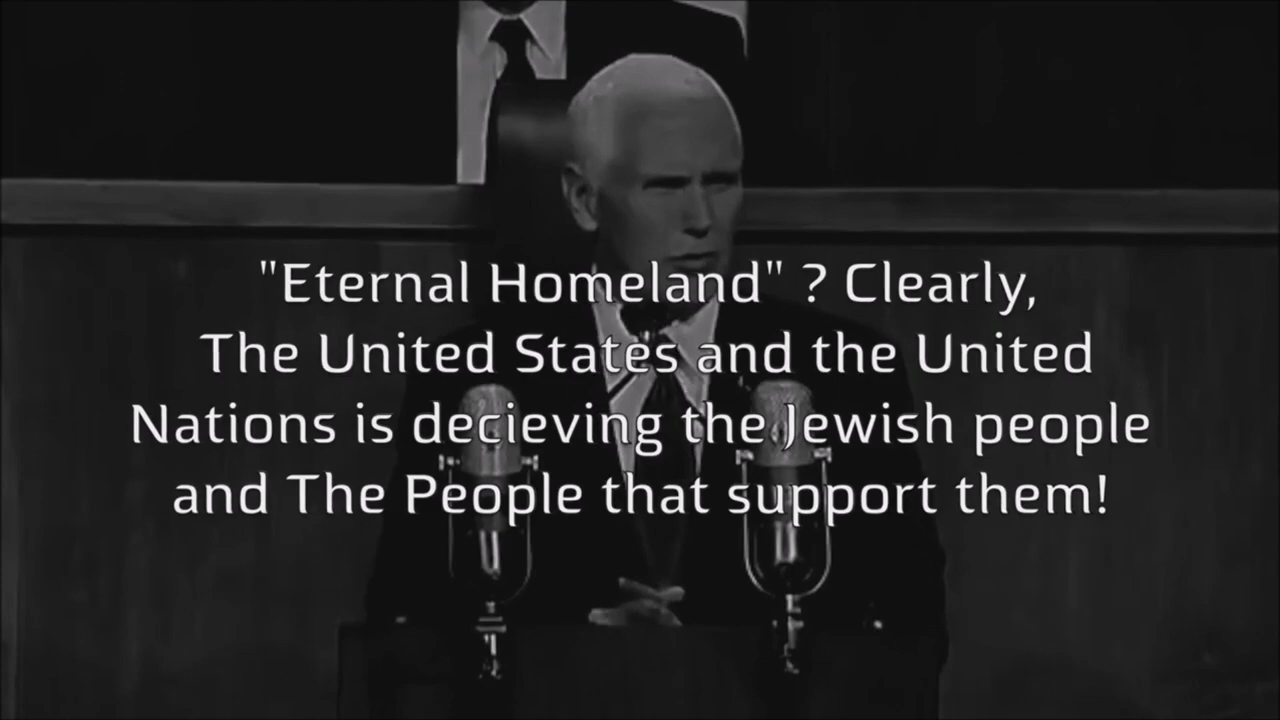 "Eternal Homeland" ? Clearly,
The United States and the United
Nations is decieving the Jewish people
and The People that support them!